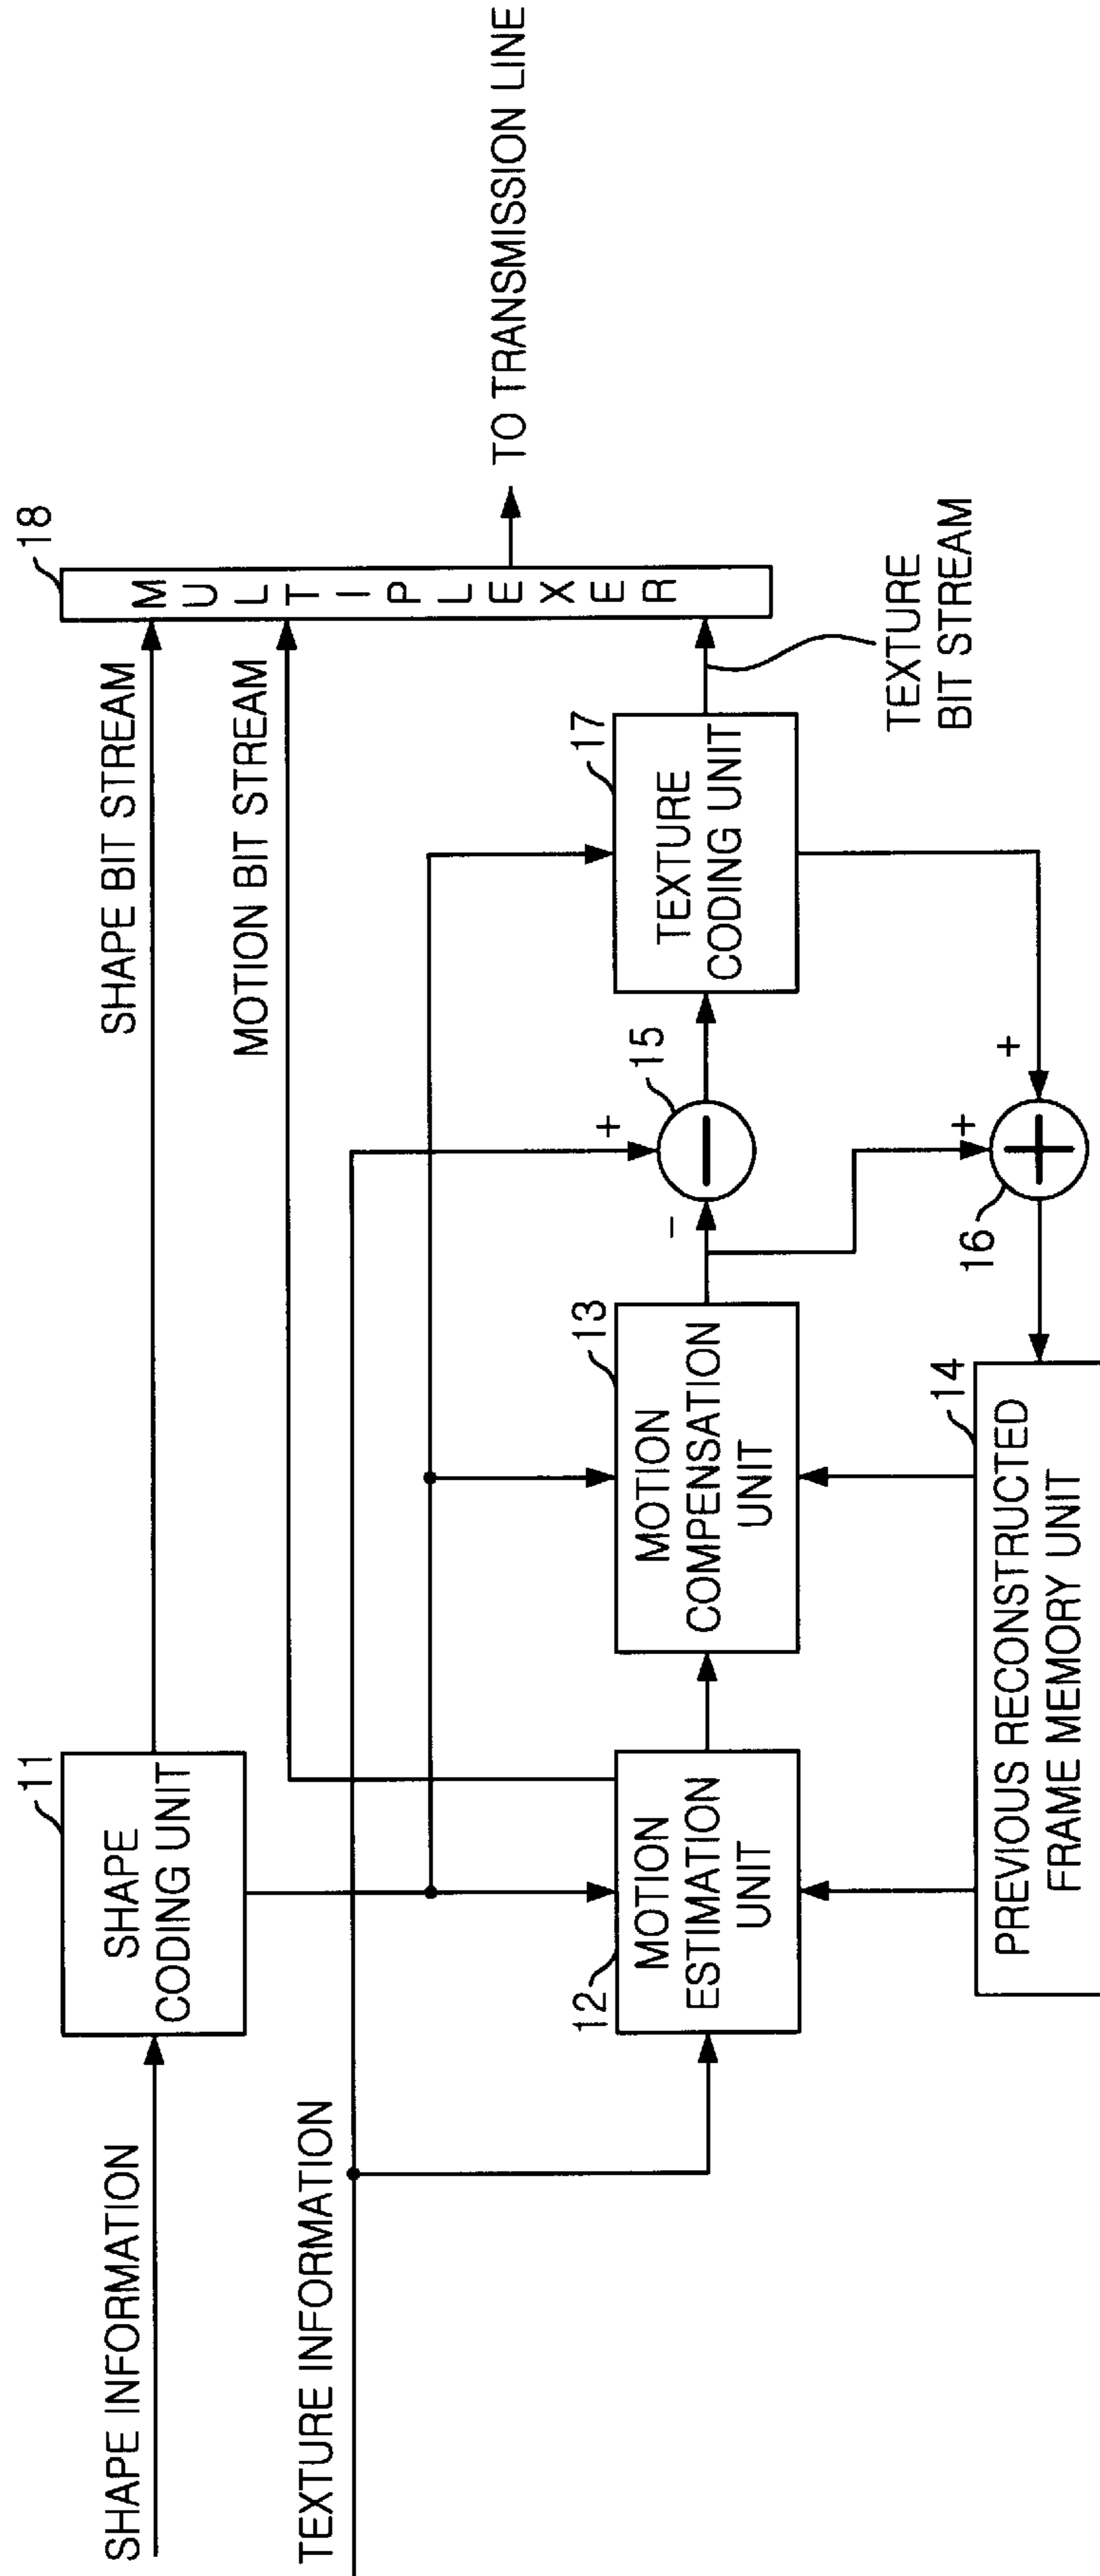 SHAPE INFORMATION
11
SHAPE
CODING UNIT
SHAPE BIT STREAM
MOTION BIT STREAM
18
MULTIPLEXER
TO TRANSMISSION LINE
TEXTURE INFORMATION
12
MOTION
ESTIMATION
UNIT
13
MOTION
COMPENSATION
UNIT
-
+
15
−
17
TEXTURE
CODING UNIT
TEXTURE
BIT STREAM
14
PREVIOUS RECONSTRUCTED
FRAME MEMORY UNIT
16
+
+
+